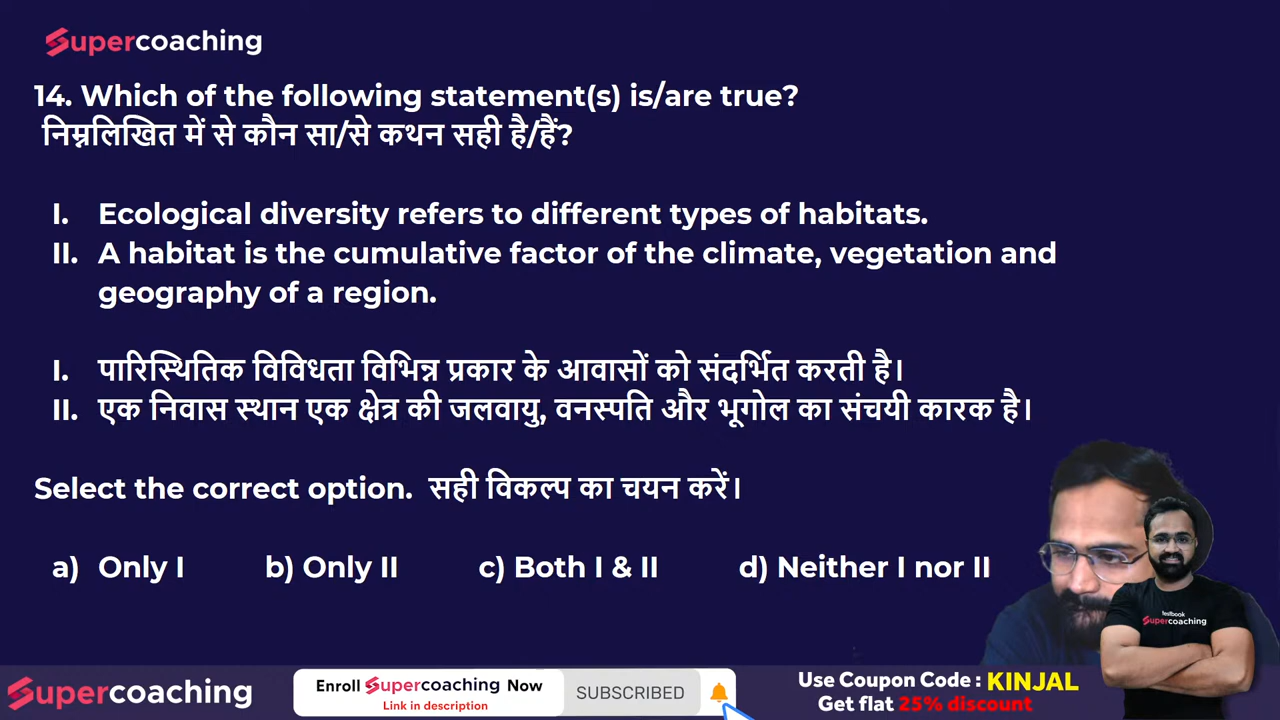 Supercoaching
14. Which of the following statement(s) is/are true?
निम्नलिखित में से कौन सा/से कथन सही है/हैं?
I. Ecological diversity refers to different types of habitats.
II. A habitat is the cumulative factor of the climate, vegetation and
geography of a region.
I. पारिस्थितिक विविधता विभिन्न प्रकार के आवासों को संदर्भित करती है।
II. एक निवास स्थान एक क्षेत्र की जलवायु, वनस्पति और भूगोल का संचयी कारक है।
Select the correct option. सही विकल्प का चयन करें।
a) Only I b) Only II c) Both I & II d) Neither I nor II
testbook
Supercoaching
Supercoaching
Enroll Supercoaching Now
Link in description
SUBSCRIBED
Use Coupon Code : KINJAL
Get flat 25% discount